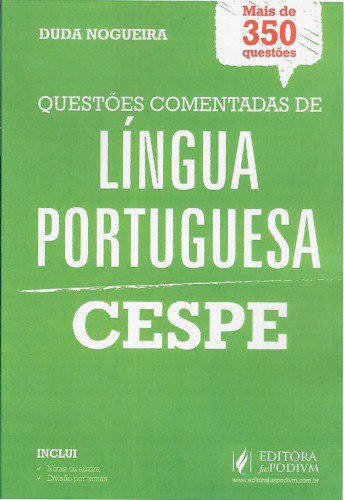 DUDA NOGUEIRA
Mais de
350
questões
QUESTÕES COMENTADAS DE
LÍNGUA
PORTUGUESA
CESPE
INCLUI
✓ Notas da autora
✓ Divisão por temas
EDITORA
JusPODIVM
www.editorajuspodivm.com.br